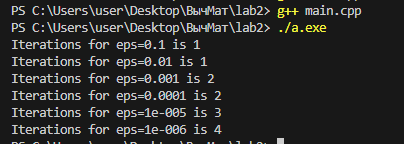 PS C:\Users\user\Desktop\ВычМат\lab2> g++ main.cpp
PS C:\Users\user\Desktop\ВычМат\lab2> ./a.exe
Iterations for eps=0.1 is 1
Iterations for eps=0.01 is 1
Iterations for eps=0.001 is 2
Iterations for eps=0.0001 is 2
Iterations for eps=1e-005 is 3
Iterations for eps=1e-006 is 4
PS C:\Users\user\Desktop\ВычМат\lab2>